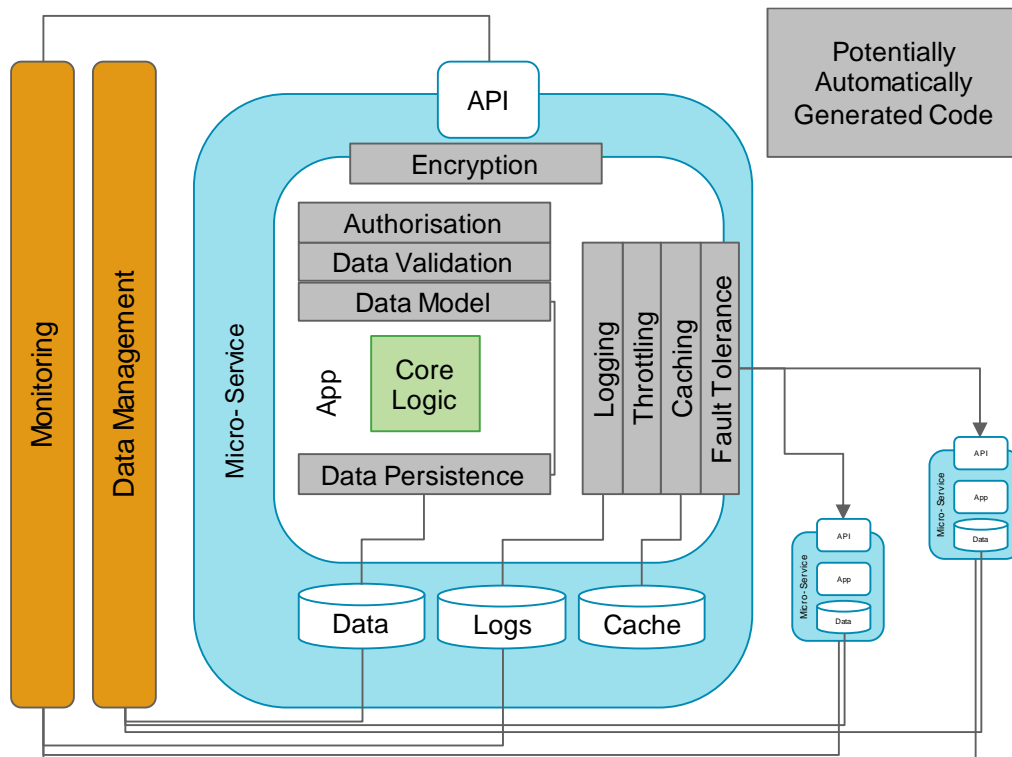 Potentially
Automatically
Generated Code
API
Encryption
Authorisation
Data Validation
Data Model
Core
Logic
App
Data Persistence
Logging
Throttling
Caching
Fault Tolerance
Micro- Service
Monitoring
Data Management
Data
Logs
Cache
API
App
Data
Micro- Service
API
App
Data
Micro- Service